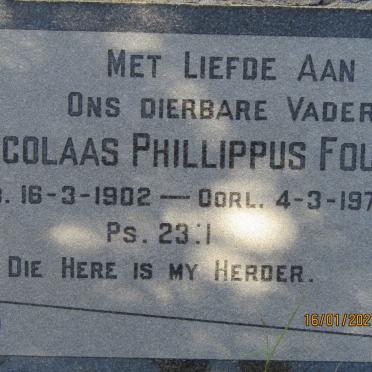 MET LIEFDE AAN
ONS DIERBARE VADER
COLAAS PHILLIPPUS FOU
. 16-3-1902 — OORL. 4-3-197
PS. 23:1
DIE HERE IS MY HERDER.
16/01/202